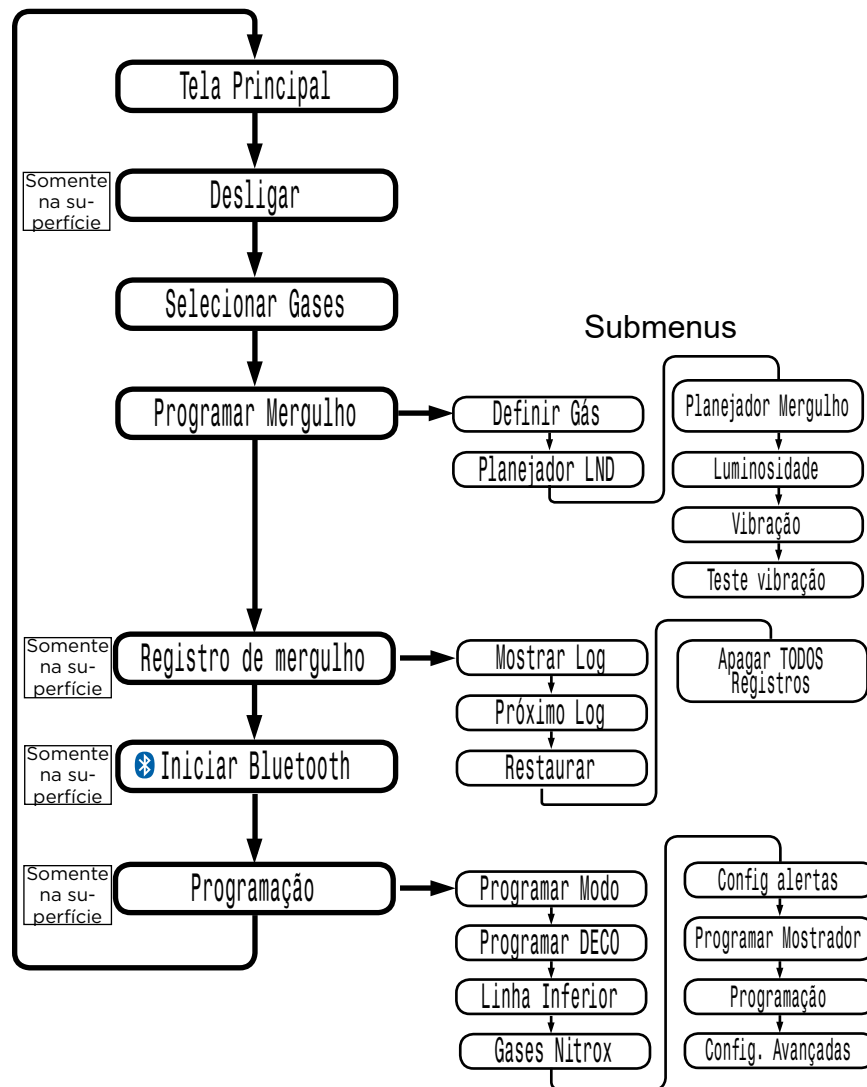 Tela Principal
Somente
na su-
perfície
Desligar
Selecionar Gases
Submenus
Programar Mergulho
Definir Gás
Planejador LND
Planejador Mergulho
Luminosidade
Vibração
Teste vibração
Somente
na su-
perfície
Registro de mergulho
Mostrar Log
Próximo Log
Restaurar
Apagar TODOS
Registros
Somente
na su-
perfície
Iniciar Bluetooth
Somente
na su-
perfície
Programação
Programar Modo
Programar DECO
Linha Inferior
Gases Nitrox
Config alertas
Programar Mostrador
Programação
Config. Avançadas